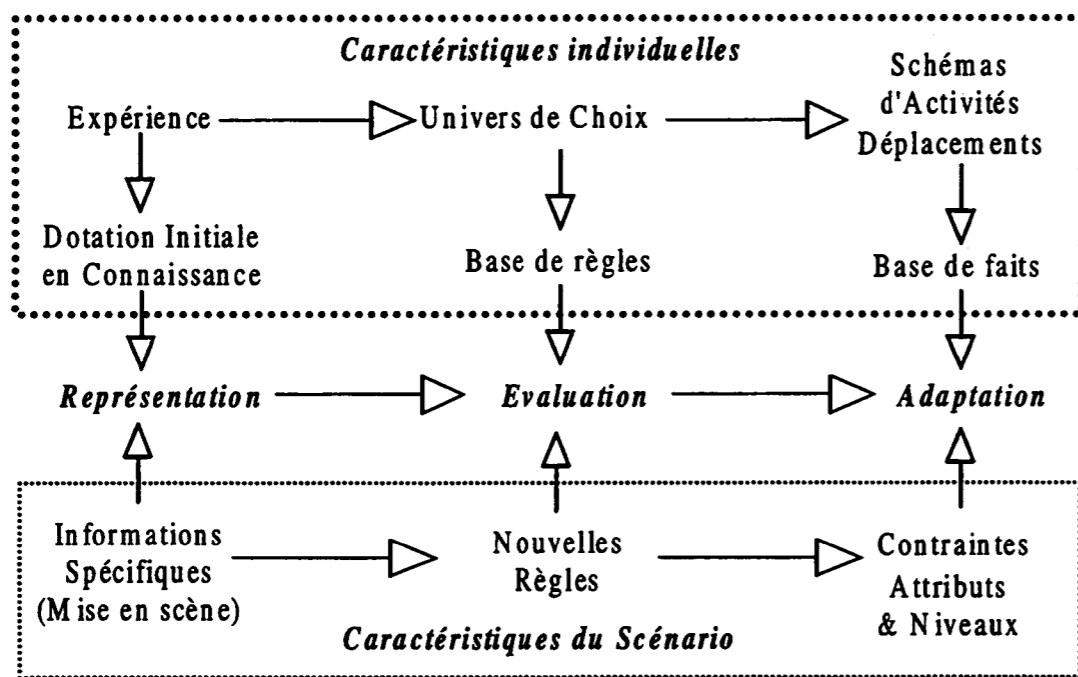 Caractéristiques individuelles
Expérience
Univers de Choix
Schémas
d'Activités
Déplacements
Dotation Initiale
en Connaissance
Base de règles
Base de faits
Représentation
Evaluation
Adaptation
Informations
Spécifiques
(Mise en scène)
Nouvelles
Règles
Contraintes
Attributs
& Niveaux
Caractéristiques du Scénario